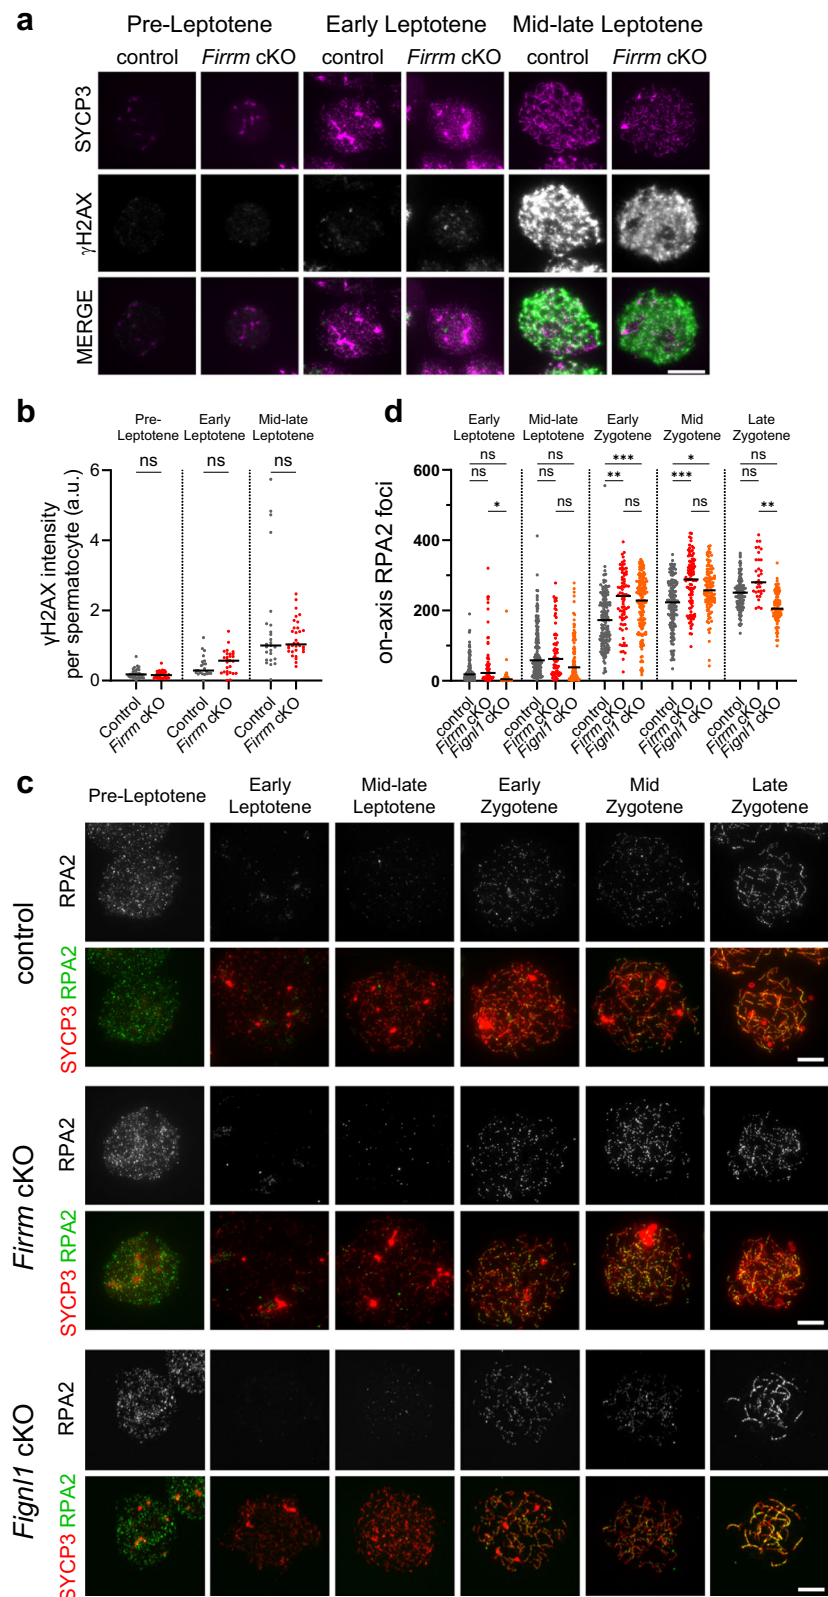 a
Pre-Leptotene Early Leptotene Mid-late Leptotene
control Firrm cKO control Firrm cKO control Firrm cKO
SYCP3
γH2AX
MERGE
b
Pre-
Leptotene
Early
Leptotene
Mid-late
Leptotene
ns ns ns
γH2AX intensity
per spermatocyte (a.u.)
6
4
2
0
Control
Firrm cKO
Control
Firrm cKO
Control
Firrm cKO
d
Early
Leptotene
Mid-late
Leptotene
Early
Zygotene
Mid
Zygotene
Late
Zygotene
ns ns *** * ns
ns ns ** *** ns
* ns ns ns **
on-axis RPA2 foci
600
400
200
0
control
Firrm cKO
Fignl1 cKO
control
Firrm cKO
Fignl1 cKO
control
Firrm cKO
Fignl1 cKO
control
Firrm cKO
Fignl1 cKO
control
Firrm cKO
Fignl1 cKO
c
Pre-Leptotene
Early
Leptotene
Mid-late
Leptotene
Early
Zygotene
Mid
Zygotene
Late
Zygotene
control
RPA2
SYCP3 RPA2
Firrm cKO
RPA2
SYCP3 RPA2
Fignl1 cKO
RPA2
SYCP3 RPA2